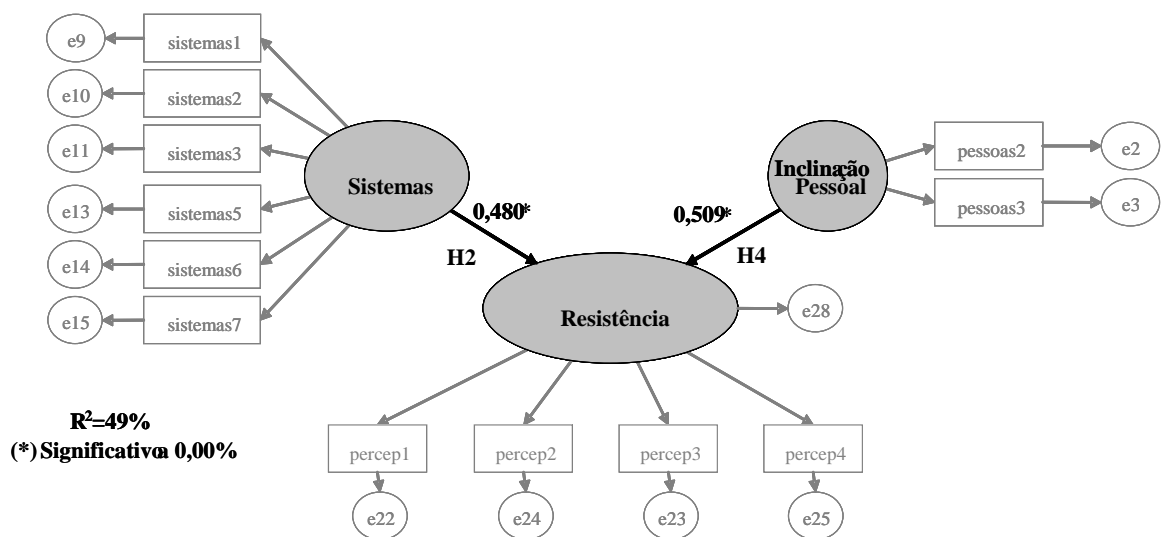 e9
sistemas1
e10
sistemas2
e11
sistemas3
e13
sistemas5
e14
sistemas6
e15
sistemas7
Sistemas
Inclinação
Pessoal
pessoas2
e2
pessoas3
e3
0,480*
H2
0,509*
H4
Resistência
e28
R²=49%
(*) Significativo a 0,00%
percep1
percep2
percep3
percep4
e22
e24
e23
e25